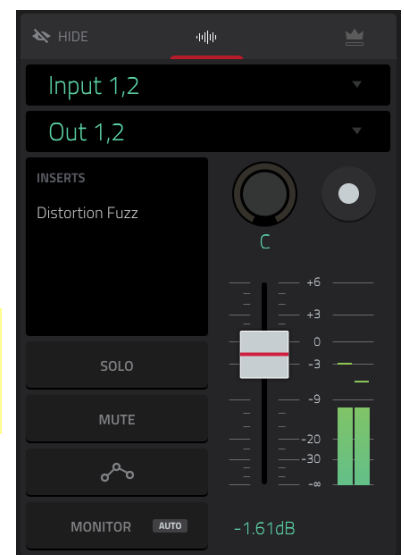 HIDE
Input 1,2
Out 1,2
INSERTS
Distortion Fuzz
C
+6
+3
0
-3
-9
-20
-30
-∞
SOLO
MUTE
MONITOR AUTO
-1.61dB